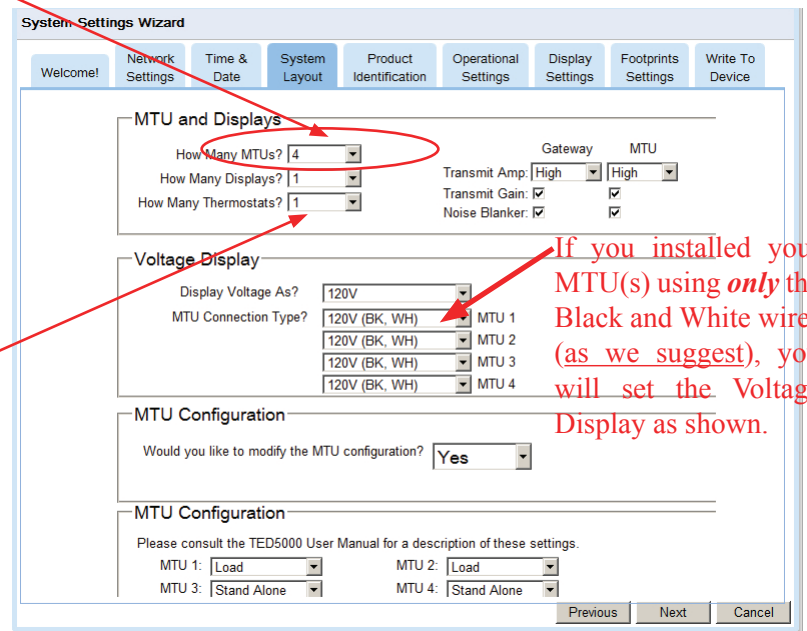 System Settings Wizard
Welcome!
Network Settings
Time & Date
System Layout
Product Identification
Operational Settings
Display Settings
Footprints Settings
Write To Device
MTU and Displays
How Many MTUs? 4
How Many Displays? 1
How Many Thermostats? 1
Gateway MTU
Transmit Amp: High High
Transmit Gain:
Noise Blanker:
Voltage Display
Display Voltage As? 120V
MTU Connection Type? 120V (BK, WH) MTU 1
120V (BK, WH) MTU 2
120V (BK, WH) MTU 3
120V (BK, WH) MTU 4
If you installed you
MTU(s) using only th
Black and White wire
(as we suggest), yo
will set the Voltag
Display as shown.
MTU Configuration
Would you like to modify the MTU configuration? Yes
MTU Configuration
Please consult the TED5000 User Manual for a description of these settings.
MTU 1: Load MTU 2: Load
MTU 3: Stand Alone MTU 4: Stand Alone
Previous Next Cancel